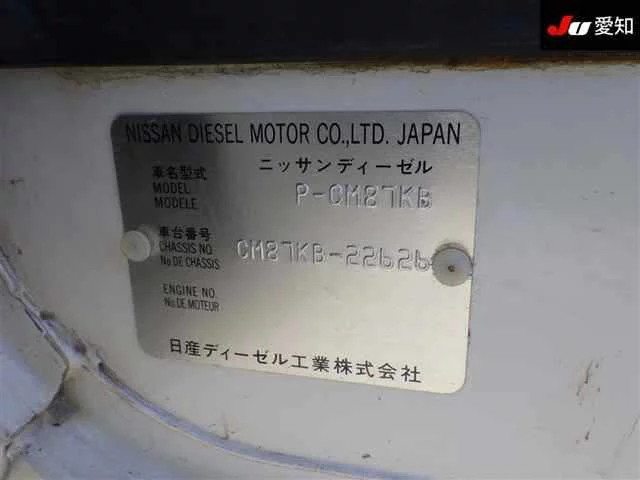 JU 愛知
NISSAN DIESEL MOTOR CO.,LTD. JAPAN
車名型式 ニッサンディーゼル
MODEL
MODELE P-CM87KB
車台番号
CHASSIS NO. CM87KB-22626
No DE CHASSIS
ENGINE NO.
No. DE MOTEUR
日産ディーゼル工業株式会社